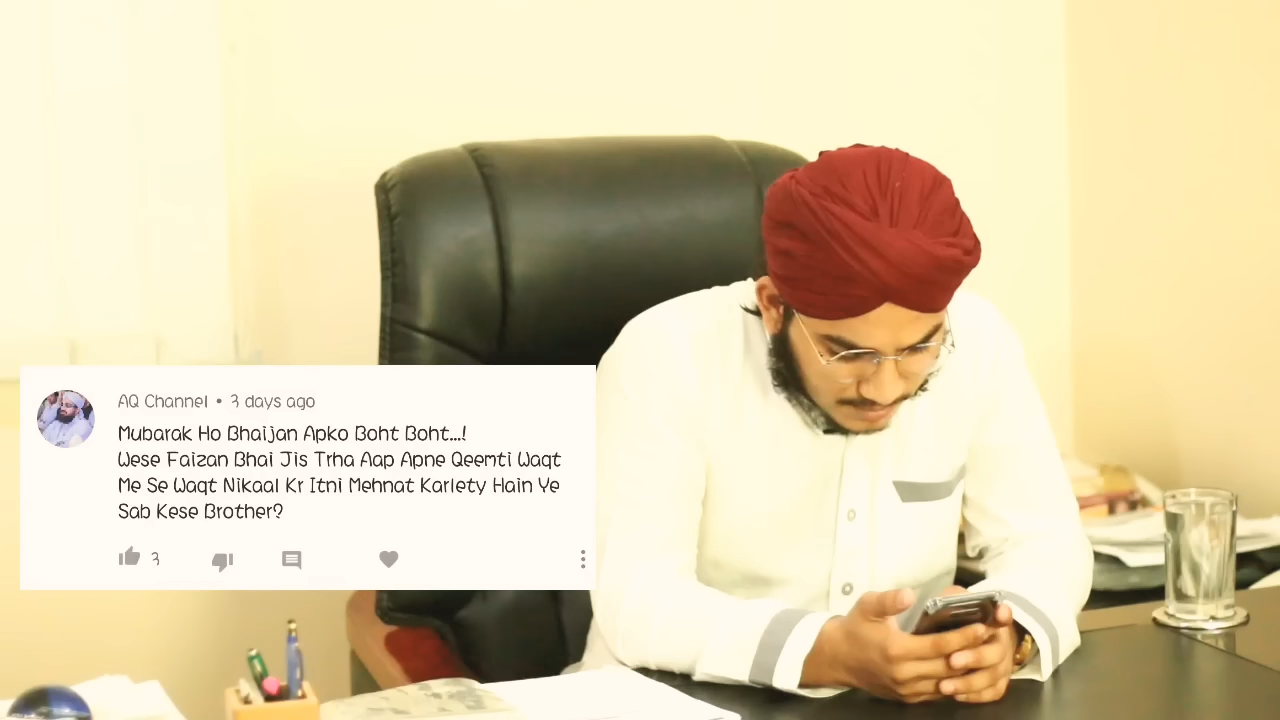 AQ Channel • 3 days ago
Mubarak Ho Bhaijan Apko Boht Boht...!
Wese Faizan Bhai Jis Trha Aap Apne Qeemti Waqt
Me Se Waqt Nikaal Kr Itni Mehnat Karlety Hain Ye
Sab Kese Brother?
3